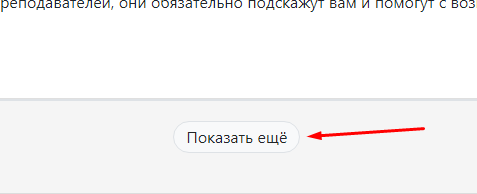 реподавателей, они обязательно подскажут вам и помогут с воз
Показать ещё